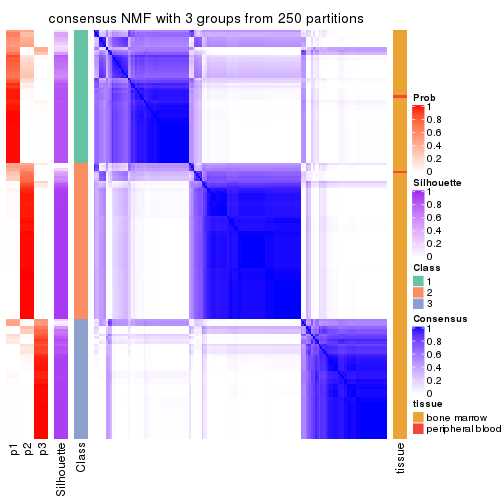 consensus NMF with 3 groups from 250 partitions
Prob
1
0.8
0.6
0.4
0.2
0
Silhouette
1
0.8
0.6
0.4
0.2
0
Class
1
2
3
Consensus
1
0.8
0.6
0.4
0.2
0
tissue
bone marrow
peripheral blood
p1
p2
p3
Silhouette
Class
tissue